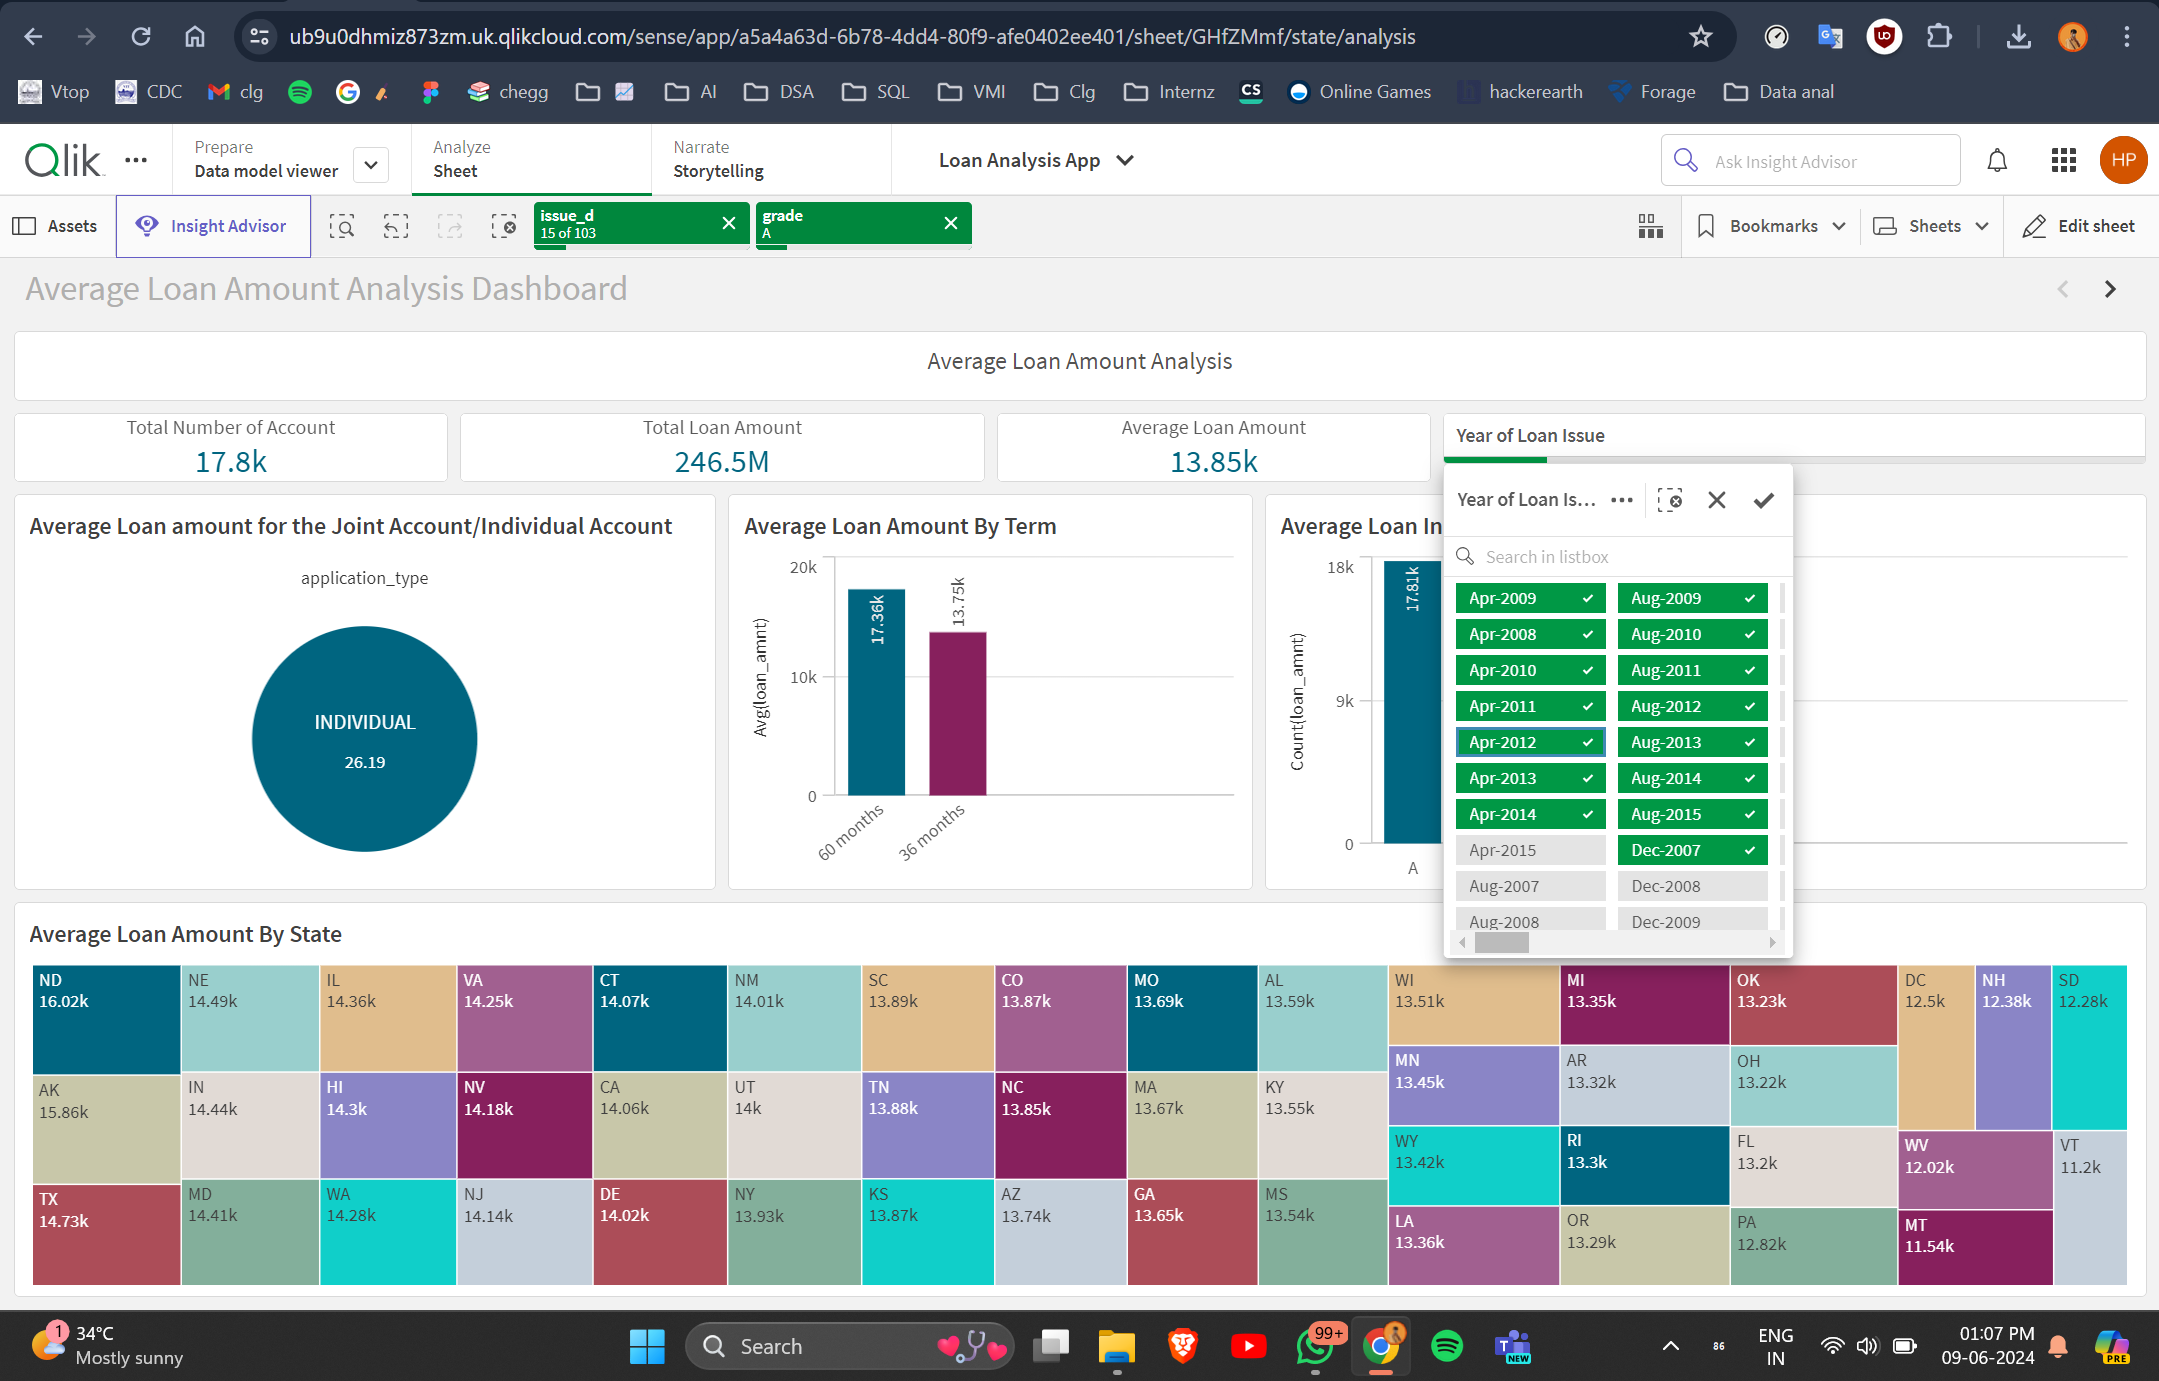 ub9u0dhmiz873zm.uk.qlikcloud.com/sense/app/a5a4a63d-6b78-4dd4-80f9-afe0402ee401/sheet/GHfZMmf/state/analysis
Vtop CDC clg chegg AI DSA SQL VMI Clg Internz CS Online Games hackerearth Forage Data anal
Qlik
Prepare
Data model viewer
Analyze
Sheet
Narrate
Storytelling
Loan Analysis App
Ask Insight Advisor
HP
Assets
Insight Advisor
issue_d
15 of 103
grade
A
Bookmarks
Sheets
Edit sheet
Average Loan Amount Analysis Dashboard
Average Loan Amount Analysis
Total Number of Account
17.8k
Total Loan Amount
246.5M
Average Loan Amount
13.85k
Year of Loan Issue
Average Loan amount for the Joint Account/Individual Account
application_type
INDIVIDUAL
26.19
Average Loan Amount By Term
Avg(loan_amnt)
20k
10k
0
17.36k
13.75k
60 months
36 months
Average Loan In
Count(loan_amnt)
18k
9k
0
17.81k
A
Year of Loan Is...
Search in listbox
Apr-2009 Aug-2009
Apr-2008 Aug-2010
Apr-2010 Aug-2011
Apr-2011 Aug-2012
Apr-2012 Aug-2013
Apr-2013 Aug-2014
Apr-2014 Aug-2015
Apr-2015 Dec-2007
Aug-2007 Dec-2008
Aug-2008 Dec-2009
Average Loan Amount By State
ND
16.02k
AK
15.86k
TX
14.73k
NE
14.49k
IN
14.44k
MD
14.41k
IL
14.36k
HI
14.3k
WA
14.28k
VA
14.25k
NV
14.18k
NJ
14.14k
CT
14.07k
CA
14.06k
DE
14.02k
NM
14.01k
UT
14k
NY
13.93k
SC
13.89k
TN
13.88k
KS
13.87k
CO
13.87k
NC
13.85k
AZ
13.74k
MO
13.69k
MA
13.67k
GA
13.65k
AL
13.59k
KY
13.55k
MS
13.54k
WI
13.51k
MN
13.45k
WY
13.42k
LA
13.36k
MI
13.35k
AR
13.32k
RI
13.3k
OR
13.29k
OK
13.23k
OH
13.22k
FL
13.2k
PA
12.82k
DC
12.5k
NH
12.38k
SD
12.28k
WV
12.02k
MT
11.54k
VT
11.2k
1
34°C
Mostly sunny
Search
99+
NEW
86
ENG
IN
01:07 PM
09-06-2024
PRE